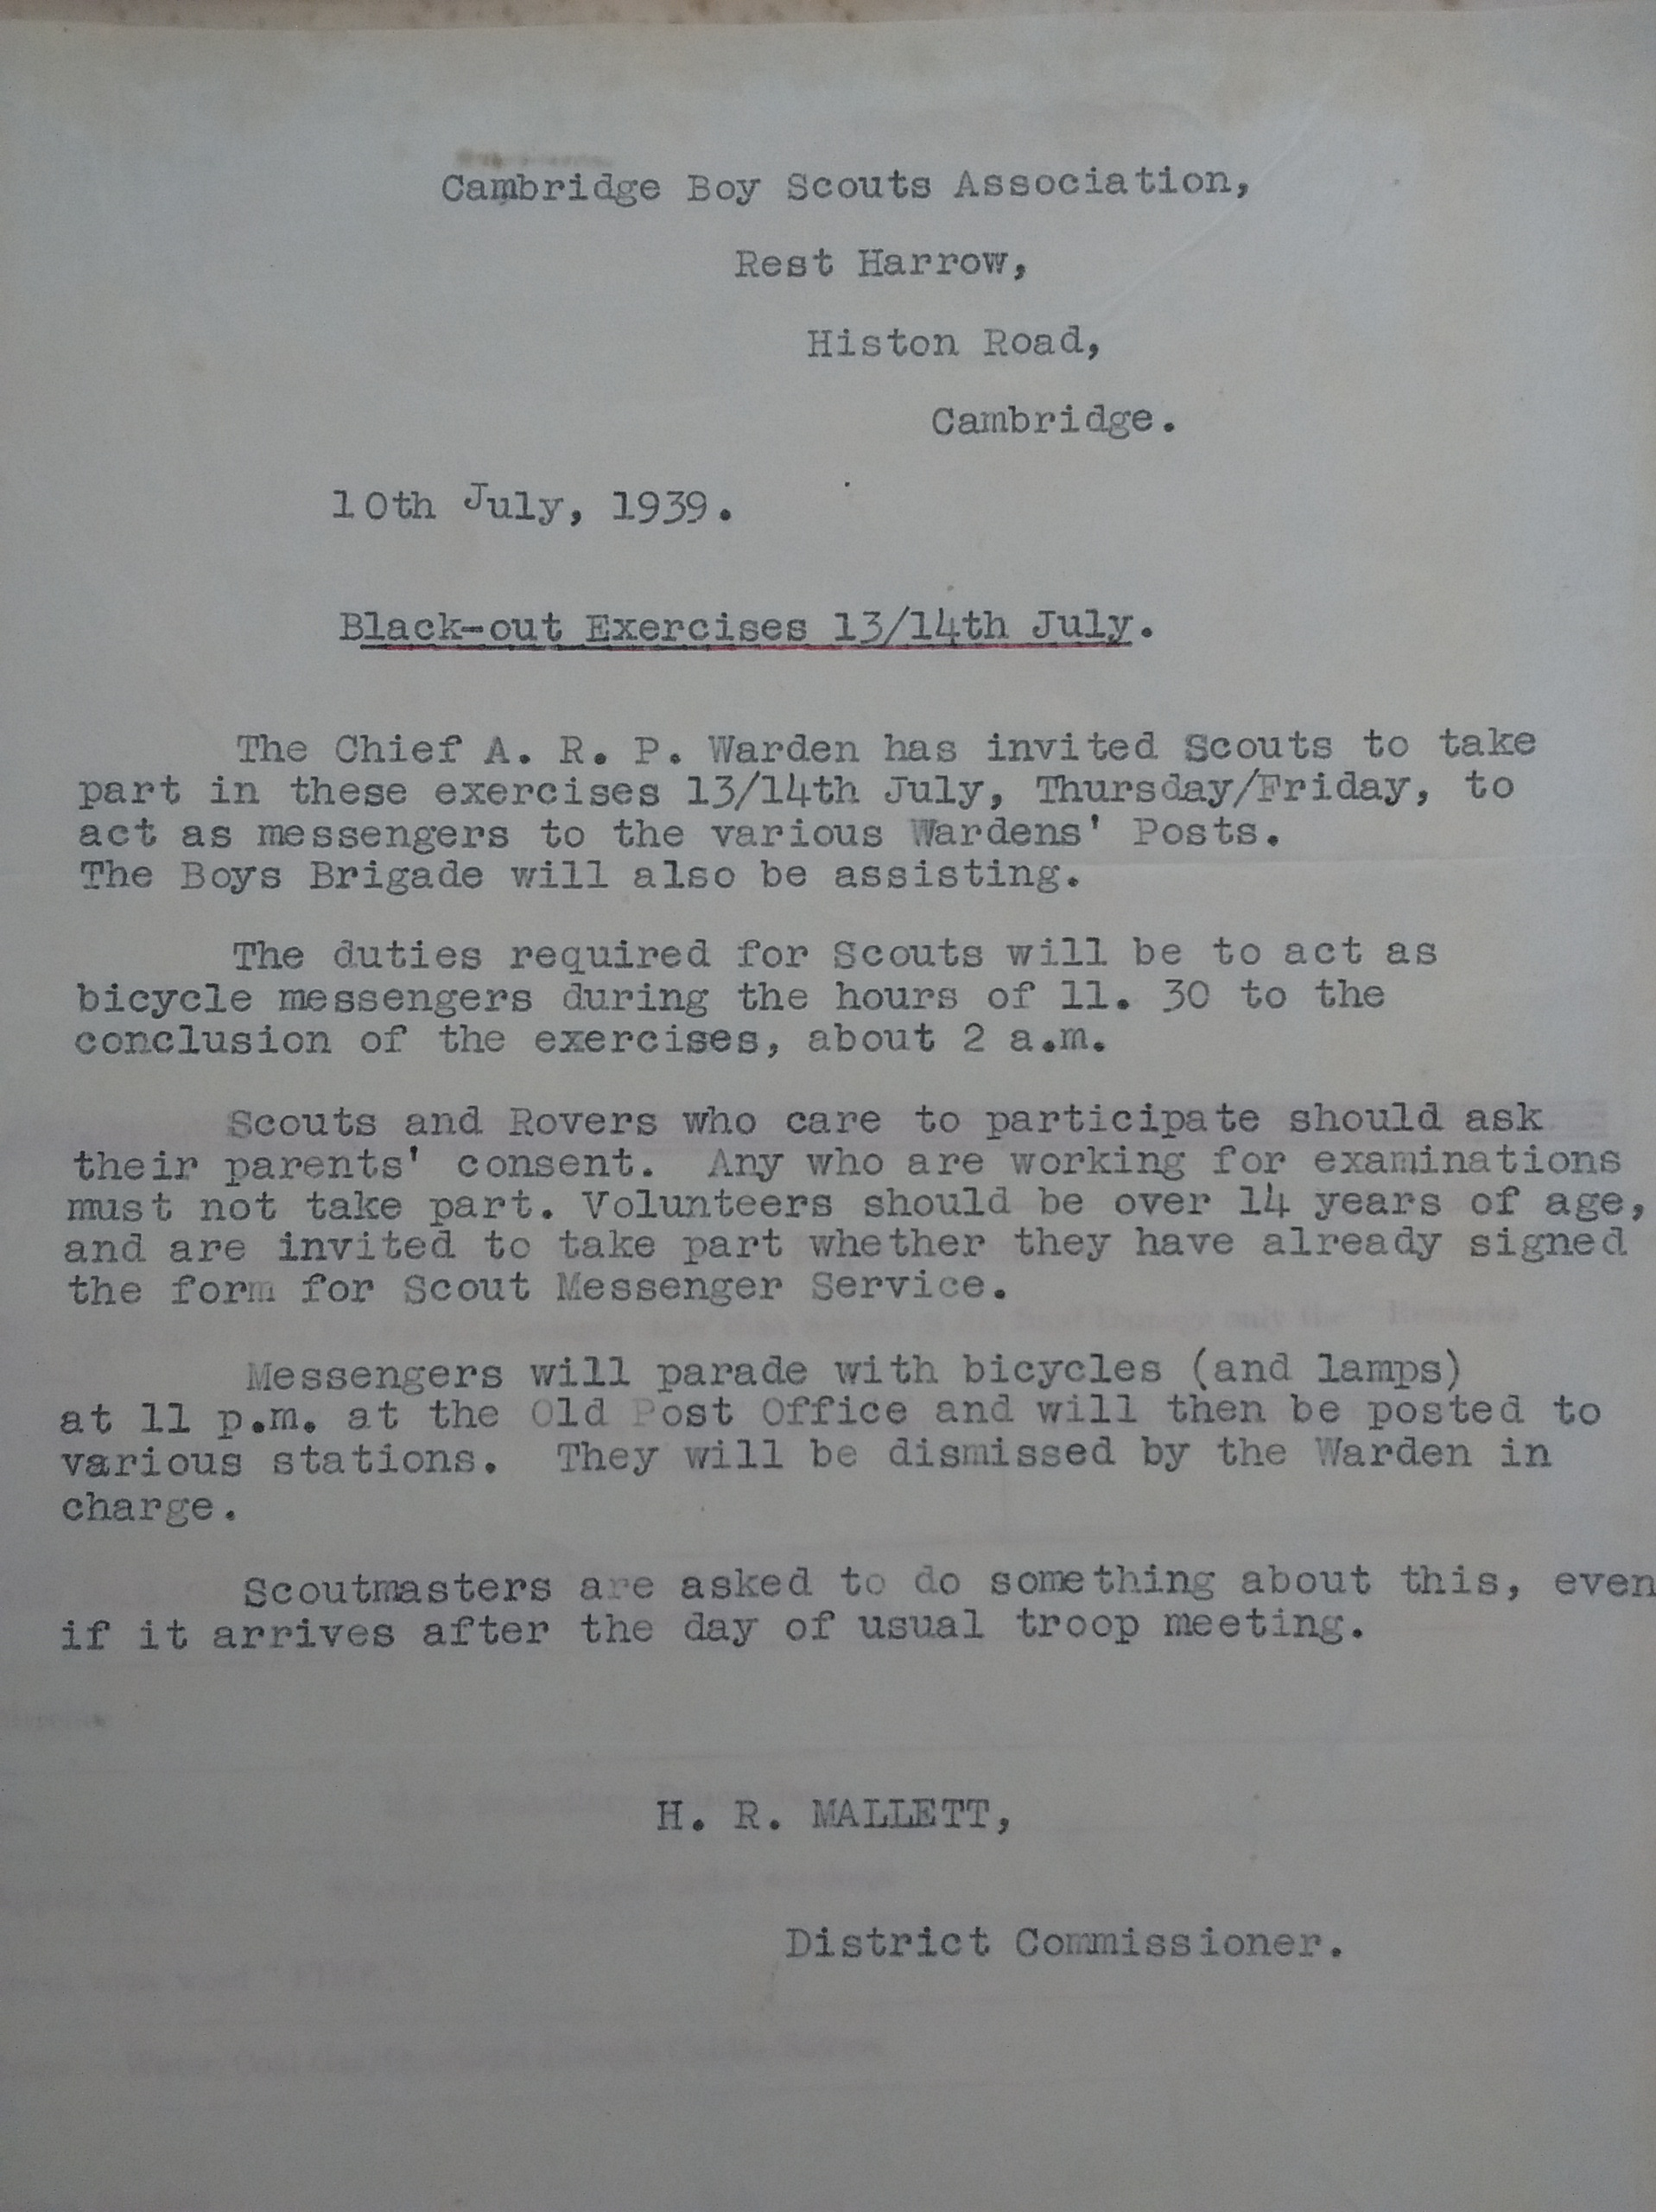 Cambridge Boy Scouts Association,
Rest Harrow,
Histon Road,
Cambridge.
10th July, 1939.
Black-out Exercises 13/14th July.
The Chief A. R. P. Warden has invited Scouts to take
part in these exercises 13/14th July, Thursday/Friday, to
act as messengers to the various Wardens' Posts.
The Boys Brigade will also be assisting.
The duties required for Scouts will be to act as
bicycle messengers during the hours of 11. 30 to the
conclusion of the exercises, about 2 a.m.
Scouts and Rovers who care to participate should ask
their parents' consent. Any who are working for examinations
must not take part. Volunteers should be over 14 years of age,
and are invited to take part whether they have already signed
the form for Scout Messenger Service.
Messengers will parade with bicycles (and lamps)
at 11 p.m. at the Old Post Office and will then be posted to
various stations. They will be dismissed by the Warden in
charge.
Scoutmasters are asked to do something about this, even
if it arrives after the day of usual troop meeting.
H. R. MALLETT,
District Commissioner.